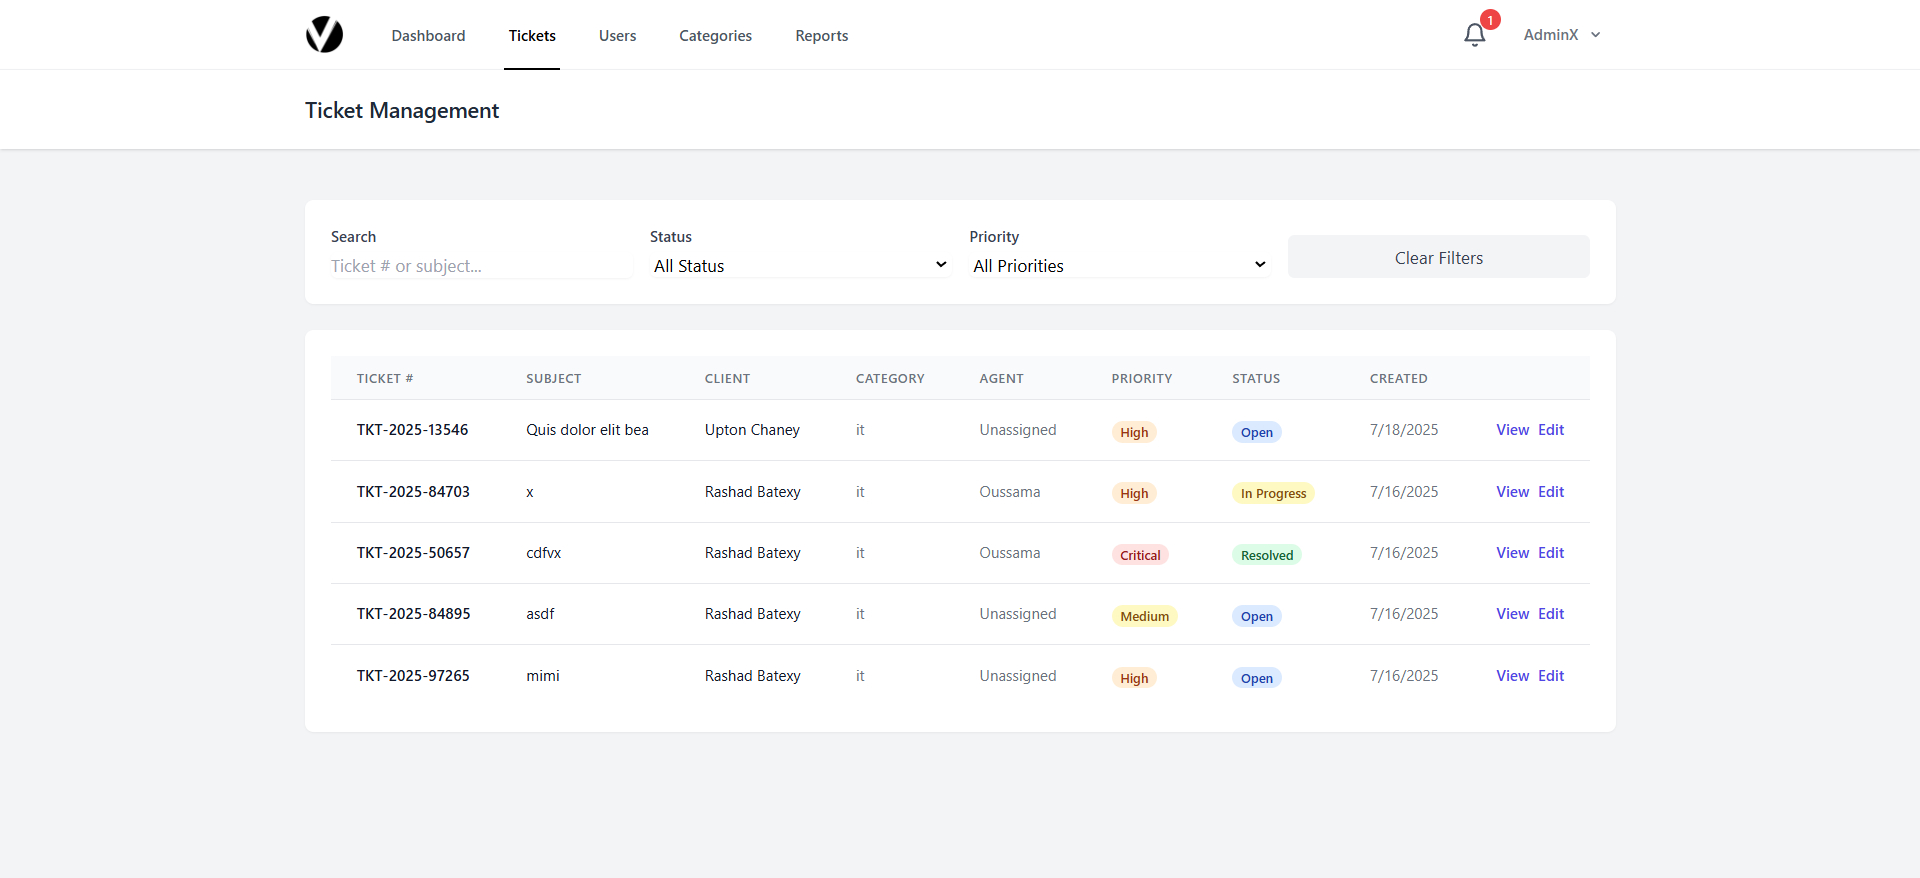 Dashboard Tickets Users Categories Reports 1 AdminX
Ticket Management
Search Status Priority
Ticket # or subject... All Status All Priorities Clear Filters
TICKET # SUBJECT CLIENT CATEGORY AGENT PRIORITY STATUS CREATED
TKT-2025-13546 Quis dolor elit bea Upton Chaney it Unassigned High Open 7/18/2025 View Edit
TKT-2025-84703 x Rashad Batexy it Oussama High In Progress 7/16/2025 View Edit
TKT-2025-50657 cdfvx Rashad Batexy it Oussama Critical Resolved 7/16/2025 View Edit
TKT-2025-84895 asdf Rashad Batexy it Unassigned Medium Open 7/16/2025 View Edit
TKT-2025-97265 mimi Rashad Batexy it Unassigned High Open 7/16/2025 View Edit